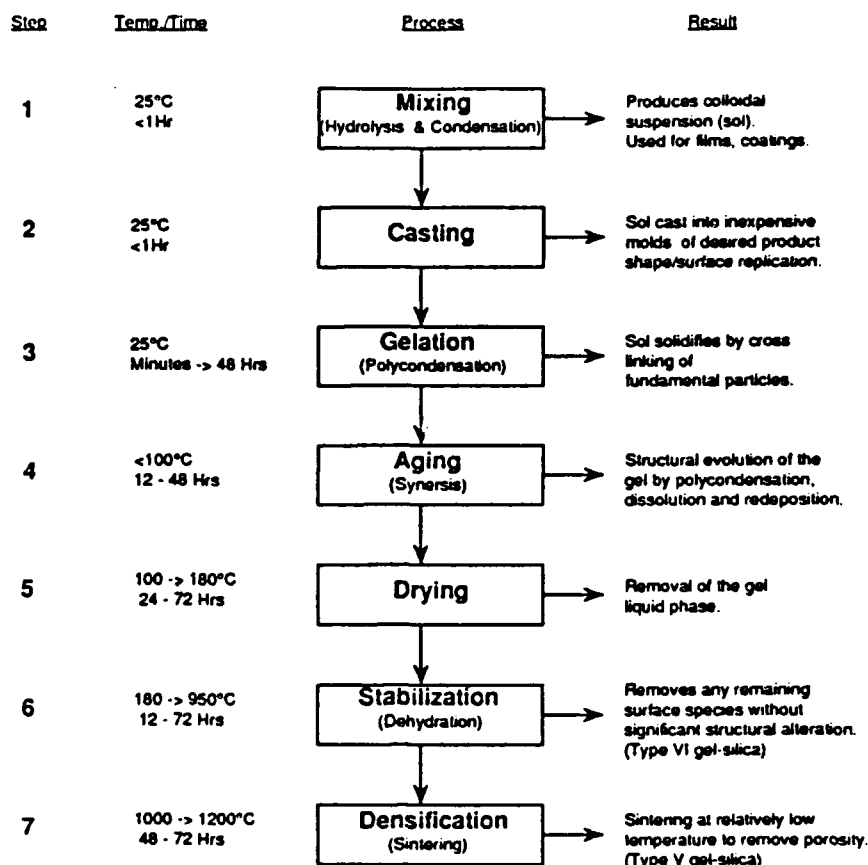 Step Temp./Time Process Result
1
25°C
<1Hr
Mixing
(Hydrolysis & Condensation)
Produces colloidal
suspension (sol).
Used for films, coatings.
2
25°C
<1Hr
Casting
Sol cast into inexpensive
molds of desired product
shape/surface replication.
3
25°C
Minutes -> 48 Hrs
Gelation
(Polycondensation)
Sol solidifies by cross
linking of
fundamental particles.
4
<100°C
12 - 48 Hrs
Aging
(Synersis)
Structural evolution of the
gel by polycondensation,
dissolution and redeposition.
5
100 -> 180°C
24 - 72 Hrs
Drying
Removal of the gel
liquid phase.
6
180 -> 950°C
12 - 72 Hrs
Stabilization
(Dehydration)
Removes any remaining
surface species without
significant structural alteration.
(Type VI gel-silica)
7
1000 -> 1200°C
48 - 72 Hrs
Densification
(Sintering)
Sintering at relatively low
temperature to remove porosity.
(Type V gel-silica)